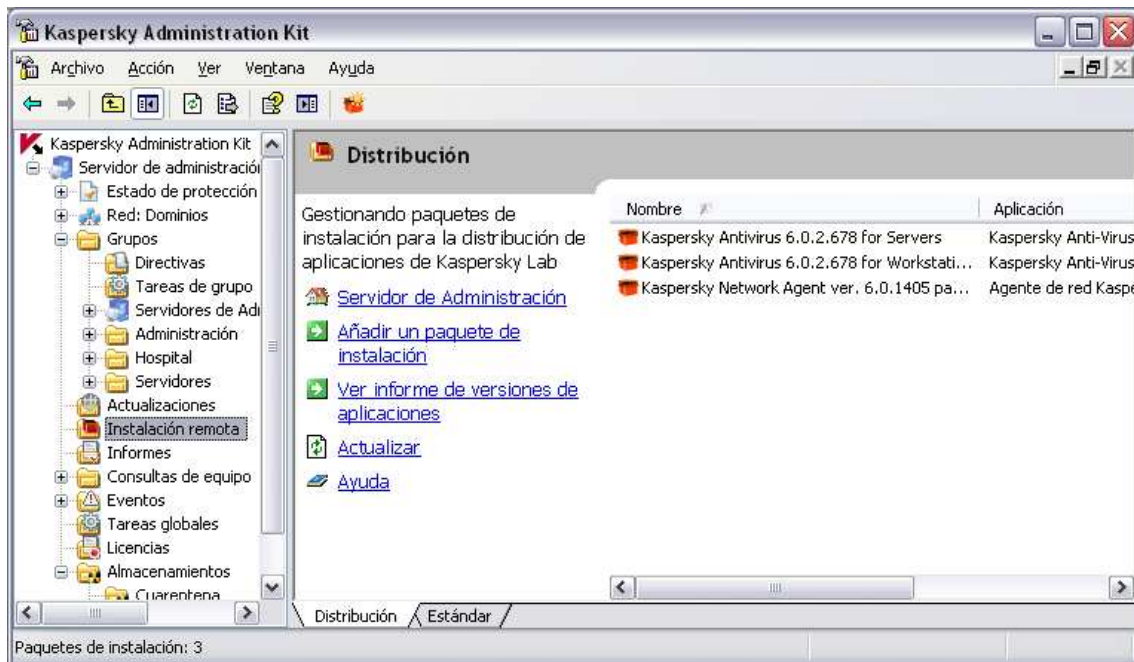 Kaspersky Administration Kit
Archivo Acción Ver Ventana Ayuda
Kaspersky Administration Kit
Servidor de administración
Estado de protección
Red: Dominios
Grupos
Directivas
Tareas de grupo
Servidores de Adi
Administración
Hospital
Servidores
Actualizaciones
Instalación remota
Informes
Consultas de equipo
Eventos
Tareas globales
Licencias
Almacenamientos
Cuarentena
Distribución
Gestionando paquetes de
instalación para la distribución de
aplicaciones de Kaspersky Lab
Servidor de Administración
Añadir un paquete de
instalación
Ver informe de versiones de
aplicaciones
Actualizar
Ayuda
Nombre Aplicación
Kaspersky Antivirus 6.0.2.678 for Servers Kaspersky Anti-Virus
Kaspersky Antivirus 6.0.2.678 for Workstati... Kaspersky Anti-Virus
Kaspersky Network Agent ver. 6.0.1405 pa... Agente de red Kaspe
Distribución Estándar
Paquetes de instalación: 3